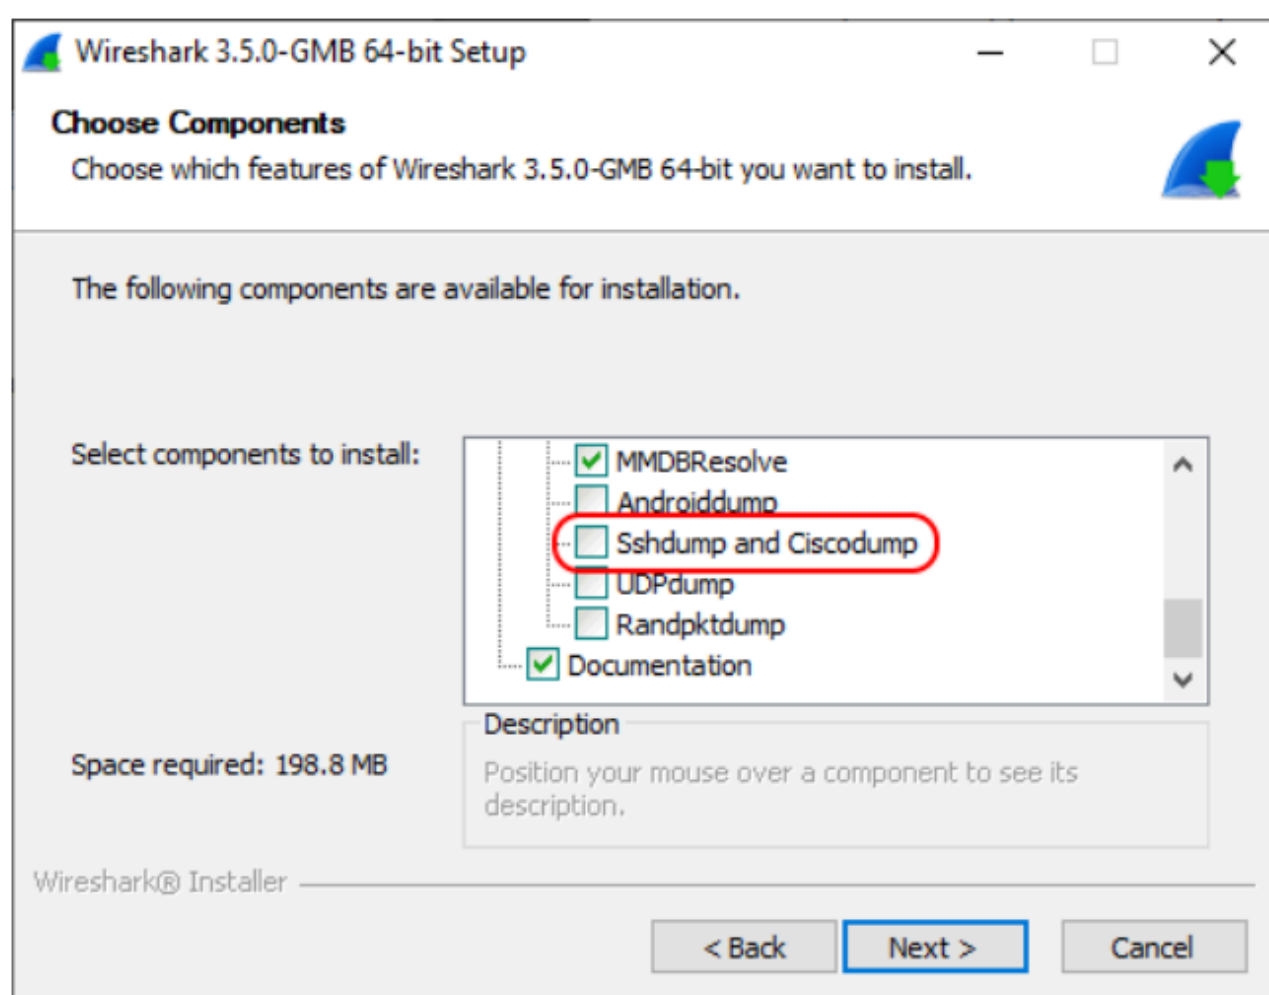 Wireshark 3.5.0-GMB 64-bit Setup
Choose Components
Choose which features of Wireshark 3.5.0-GMB 64-bit you want to install.
The following components are available for installation.
Select components to install:
MMDBResolve
Androiddump
Sshdump and Ciscodump
UDPdump
Randpktdump
Documentation
Space required: 198.8 MB
Description
Position your mouse over a component to see its
description.
Wireshark® Installer
< Back
Next >
Cancel